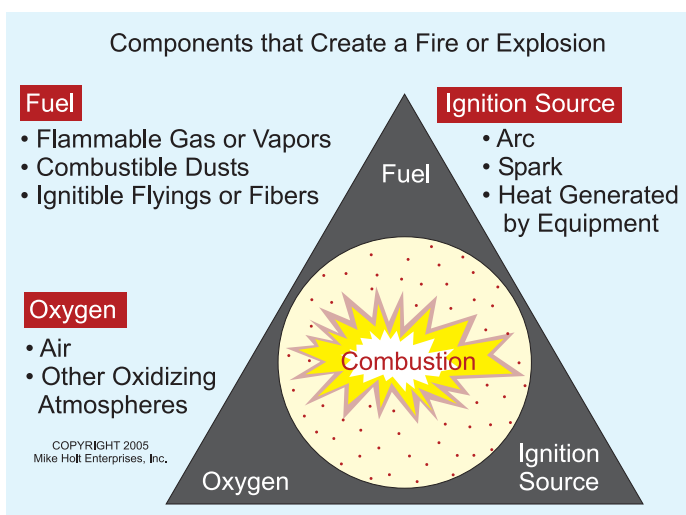 Components that Create a Fire or Explosion
Fuel
• Flammable Gas or Vapors
• Combustible Dusts
• Ignitible Flyings or Fibers
Ignition Source
• Arc
• Spark
• Heat Generated
by Equipment
Fuel
Oxygen
• Air
• Other Oxidizing
Atmospheres
Combustion
COPYRIGHT 2005
Mike Holt Enterprises, Inc.
Oxygen
Ignition
Source